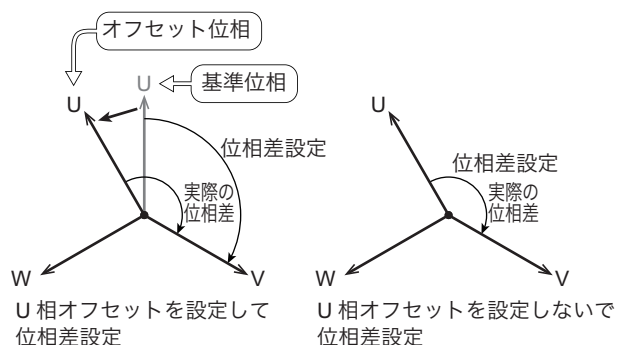 オフセット位相
U
基準位相
U
位相差設定
実際の
位相差
W
V
U 相オフセットを設定して
位相差設定
U
位相差設定
実際の
位相差
W
V
U 相オフセットを設定しないで
位相差設定